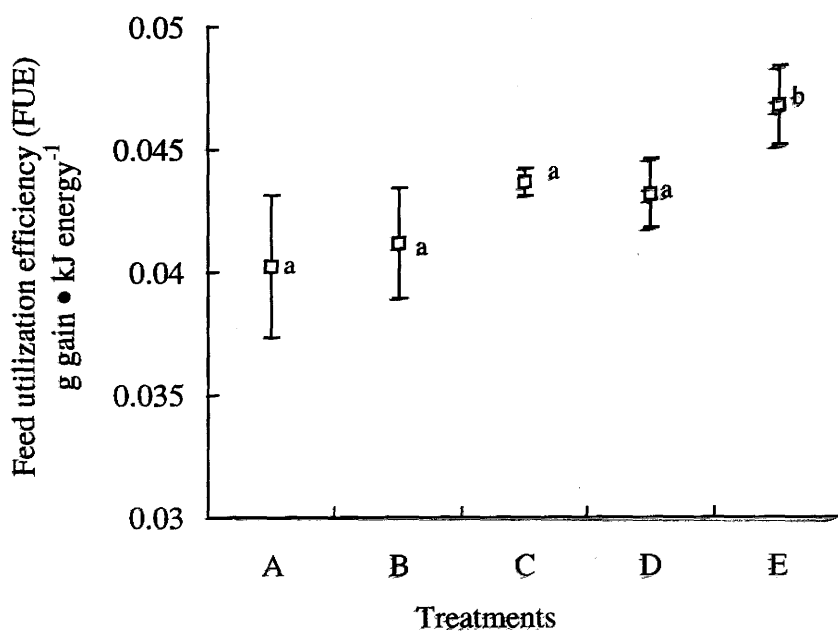 Feed utilization efficiency (FUE)
g gain • kJ energy-1
0.05
0.045
0.04
0.035
0.03
a
a
a
a
b
A B C D E
Treatments